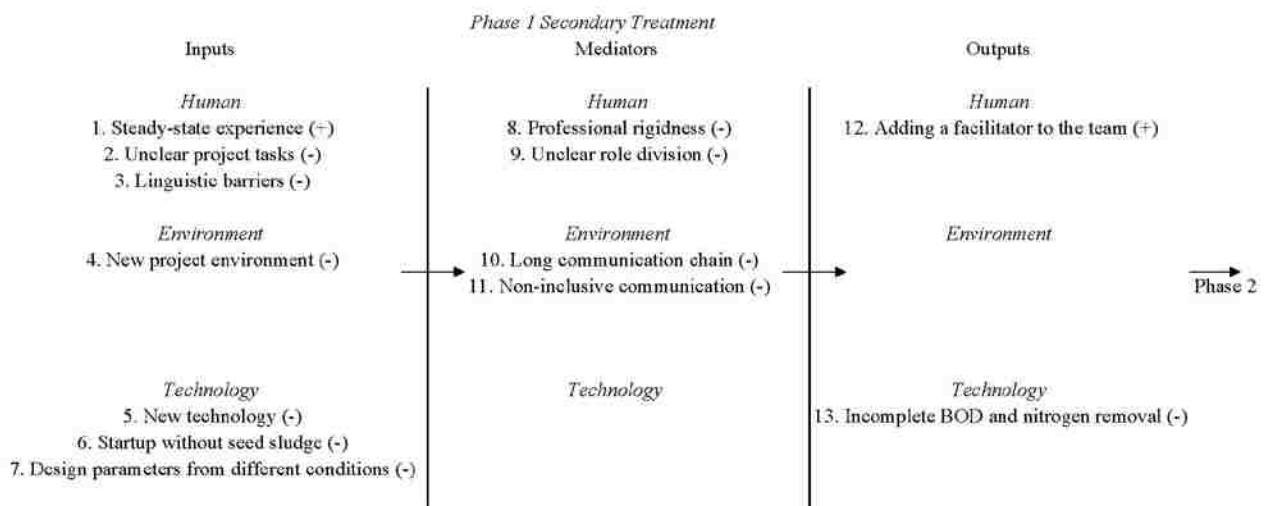 Phase 1 Secondary Treatment
Inputs
Mediators
Outputs
Human
1. Steady-state experience (+)
2. Unclear project tasks (-)
3. Linguistic barriers (-)
Human
8. Professional rigidness (-)
9. Unclear role division (-)
Human
12. Adding a facilitator to the team (+)
Environment
4. New project environment (-)
Environment
10. Long communication chain (-)
11. Non-inclusive communication (-)
Environment
Phase 2
Technology
5. New technology (-)
6. Startup without seed sludge (-)
7. Design parameters from different conditions (-)
Technology
Technology
13. Incomplete BOD and nitrogen removal (-)